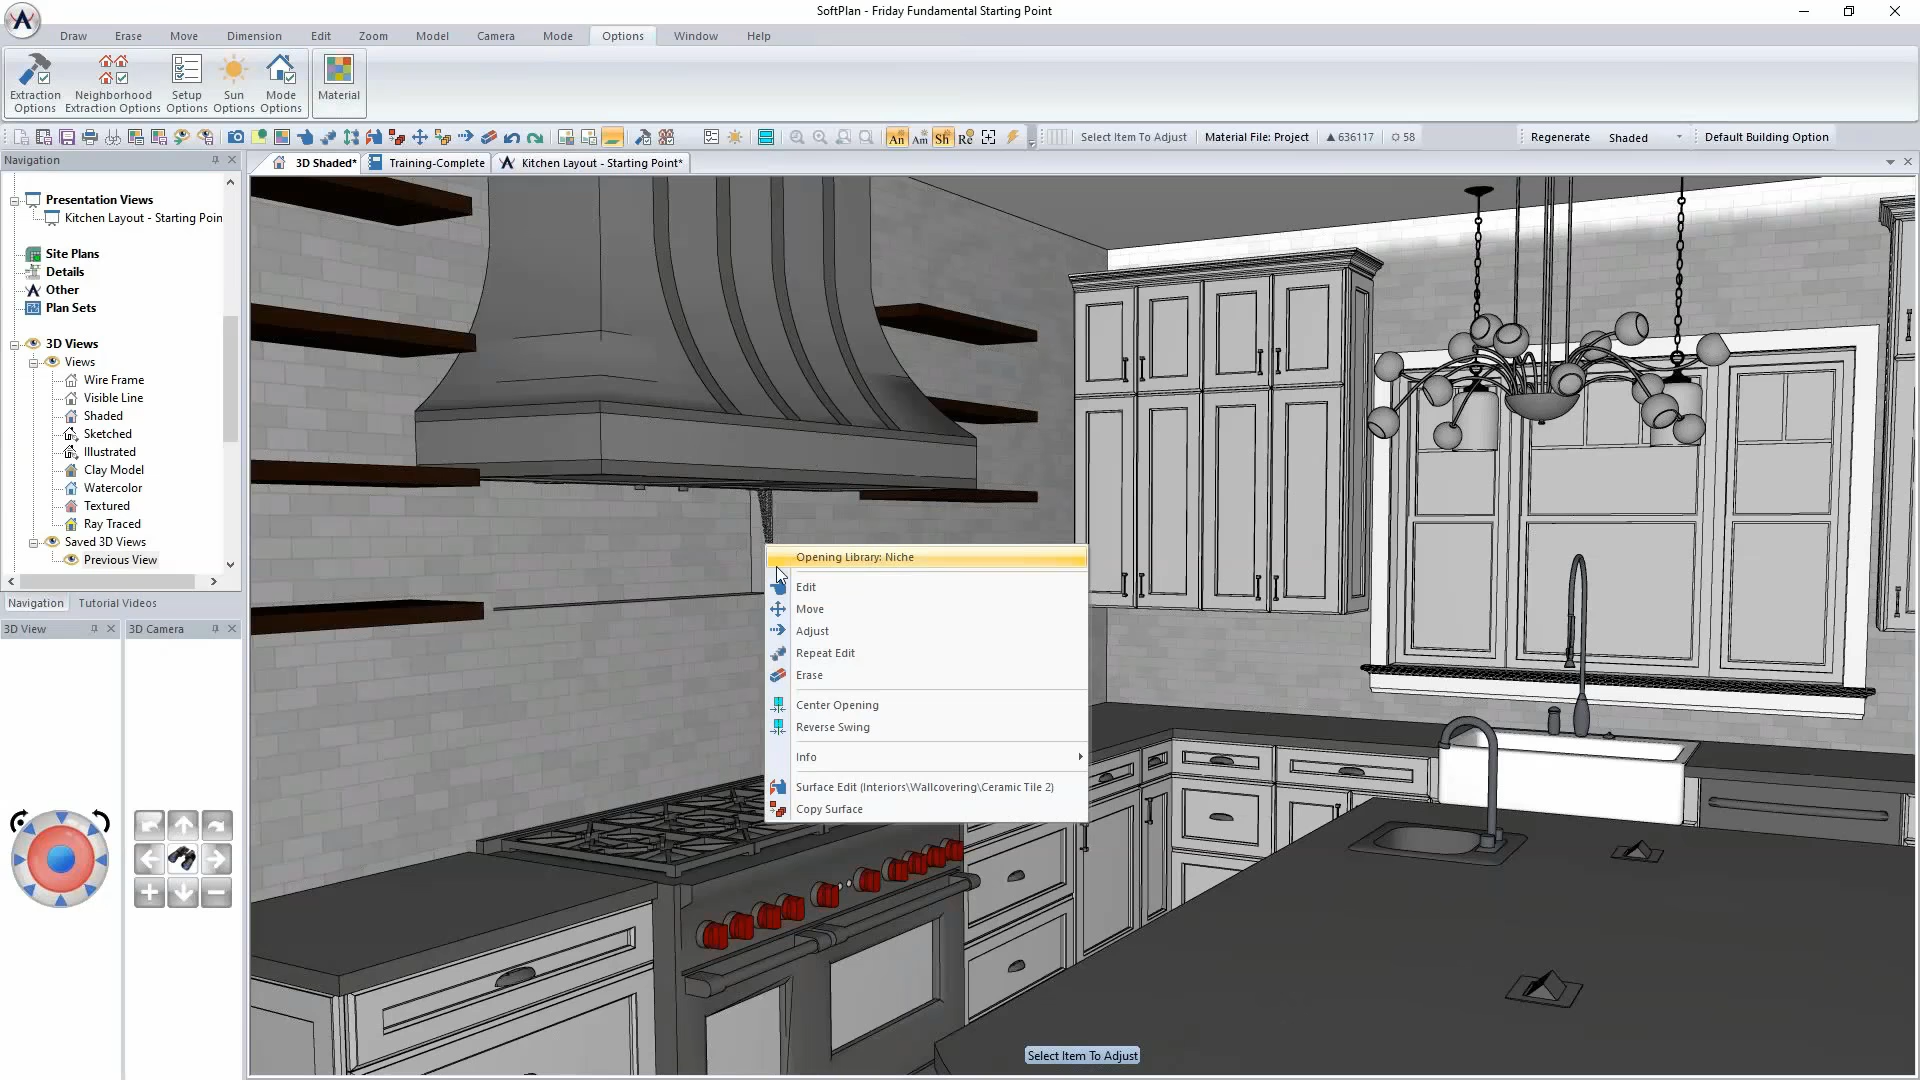 SoftPlan - Friday Fundamental Starting Point
Draw Erase Move Dimension Edit Zoom Model Camera Mode Options Window Help
Extraction Options
Neighborhood Extraction Options
Setup Options
Sun Options
Mode Options
Material
An Am Sh Re
Select Item To Adjust
Material File: Project
636117
58
Regenerate
Shaded
Default Building Option
Navigation
3D Shaded*
Training-Complete
Kitchen Layout - Starting Point*
Presentation Views
Kitchen Layout - Starting Poin
Site Plans
Details
Other
Plan Sets
3D Views
Views
Wire Frame
Visible Line
Shaded
Sketched
Illustrated
Clay Model
Watercolor
Textured
Ray Traced
Saved 3D Views
Previous View
Navigation
Tutorial Videos
3D View
3D Camera
Opening Library: Niche
Edit
Move
Adjust
Repeat Edit
Erase
Center Opening
Reverse Swing
Info
Surface Edit (Interiors\Wallcovering\Ceramic Tile 2)
Copy Surface
Select Item To Adjust